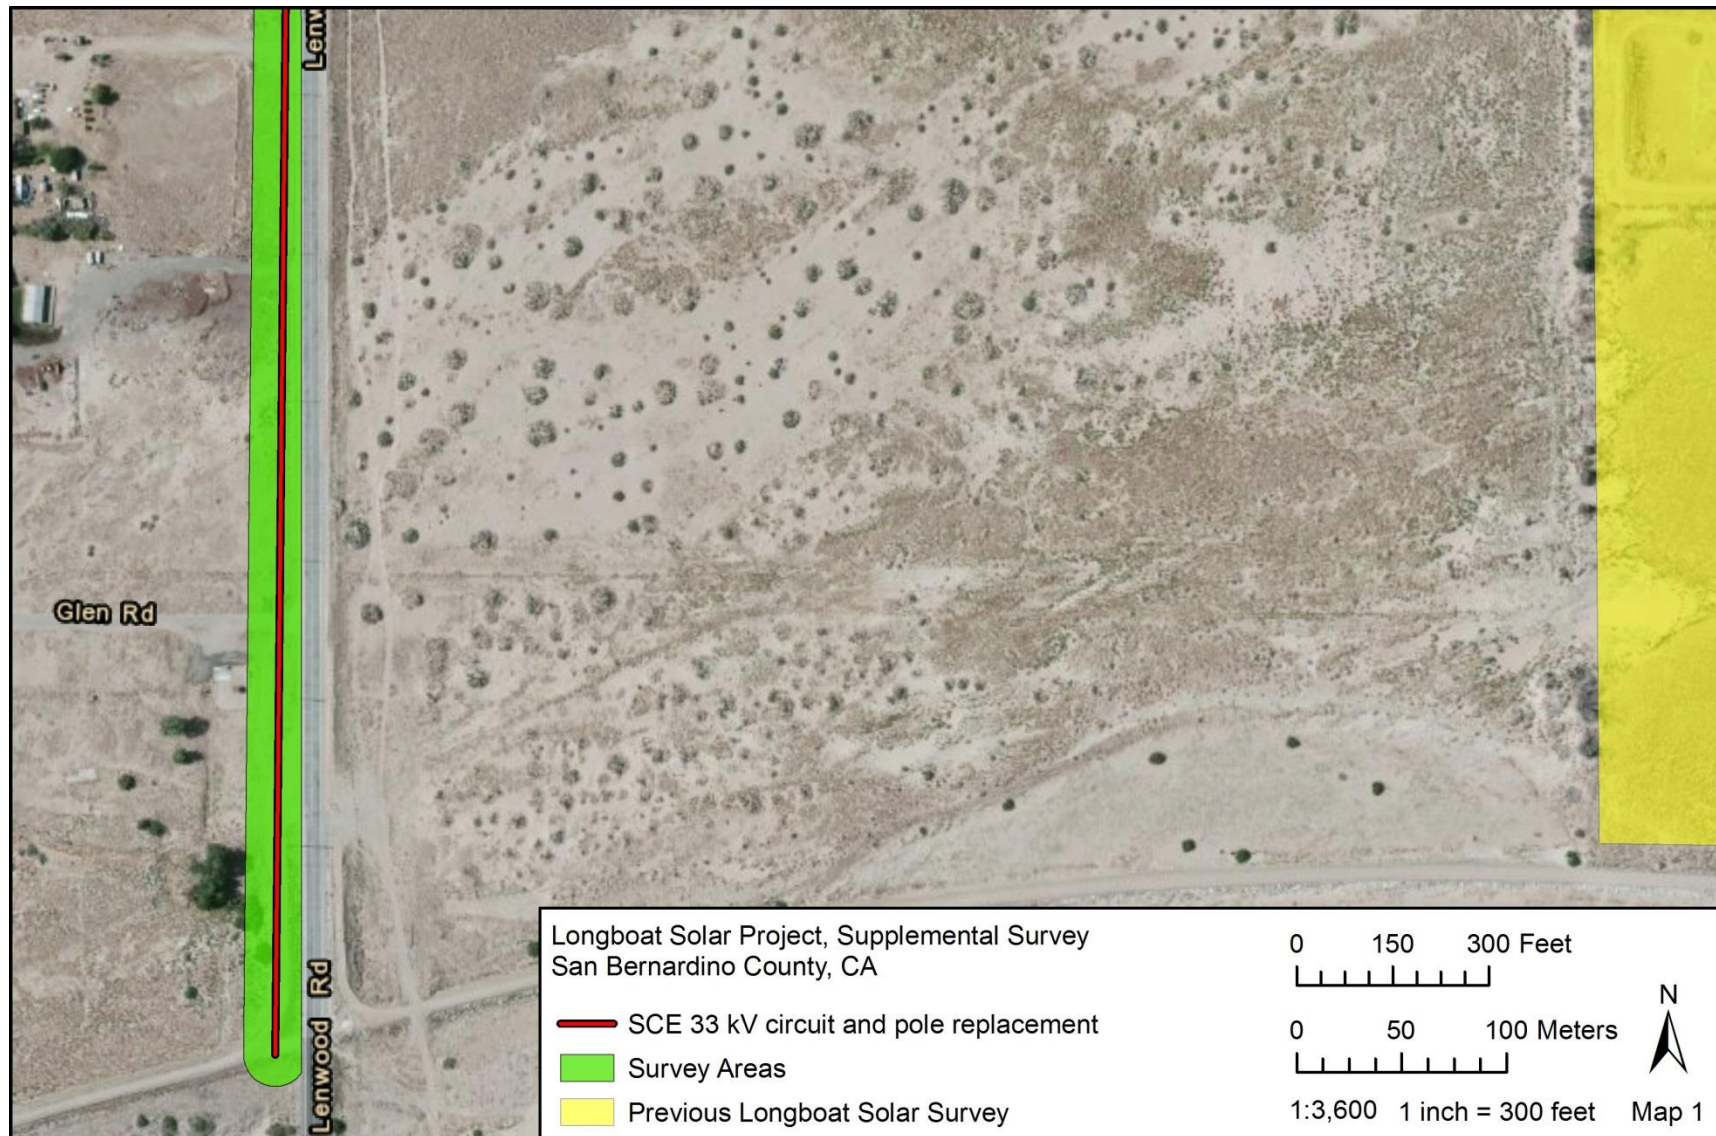 Lenw
Glen Rd
Lenwood Rd
Longboat Solar Project, Supplemental Survey
San Bernardino County, CA
SCE 33 kV circuit and pole replacement
Survey Areas
Previous Longboat Solar Survey
0 150 300 Feet
0 50 100 Meters
1:3,600 1 inch = 300 feet
N
Map 1